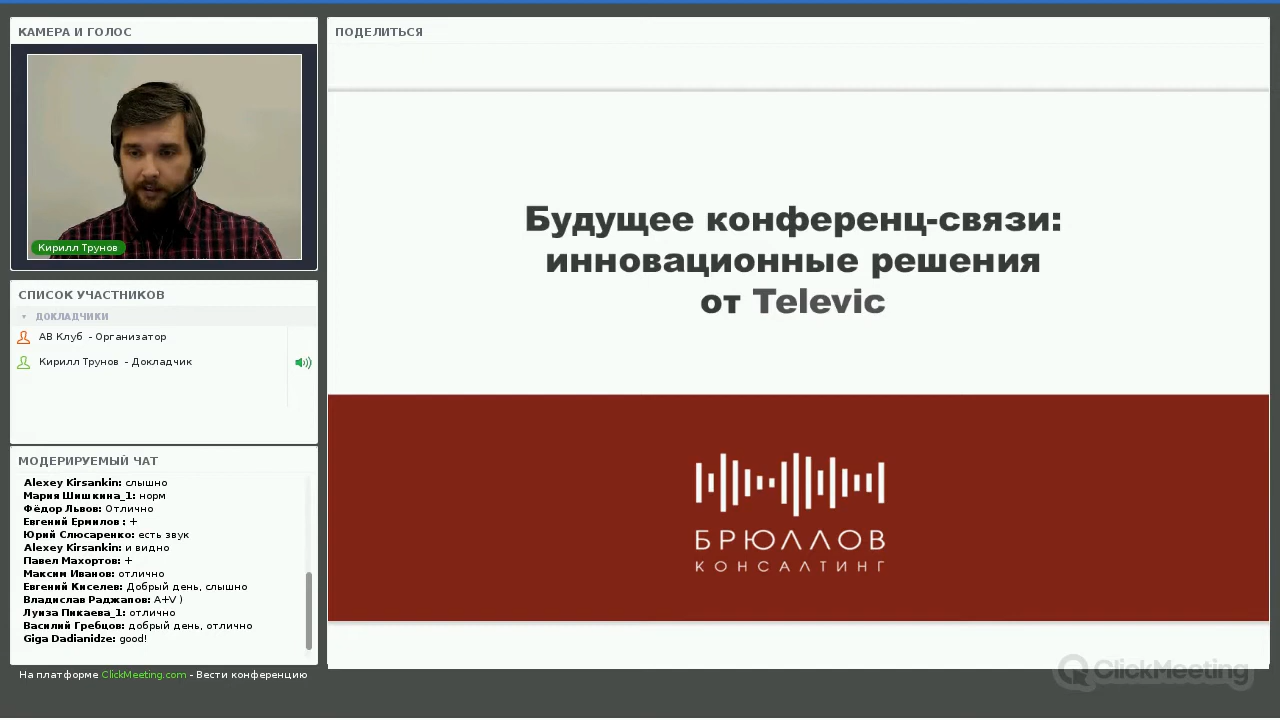 КАМЕРА И ГОЛОС
Кирилл Трунов
СПИСОК УЧАСТНИКОВ
ДОКЛАДЧИКИ
АВ Клуб - Организатор
Кирилл Трунов - Докладчик
МОДЕРИРУЕМЫЙ ЧАТ
Alexey Kirsankin: слышно
Мария Шишкина_1: норм
Фёдор Львов: Отлично
Евгений Ермилов : +
Юрий Слюсаренко: есть звук
Alexey Kirsankin: и видно
Павел Махортов: +
Максим Иванов: отлично
Евгений Киселев: Добрый день, слышно
Владислав Раджапов: A+V )
Луиза Пикаева_1: отлично
Василий Гребцов: добрый день, отлично
Giga Dadianidze: good!
На платформе ClickMeeting.com - Вести конференцию
ПОДЕЛИТЬСЯ
Будущее конференц-связи:
инновационные решения
от Televic
БРЮЛЛОВ
КОНСАЛТИНГ
ClickMeeting